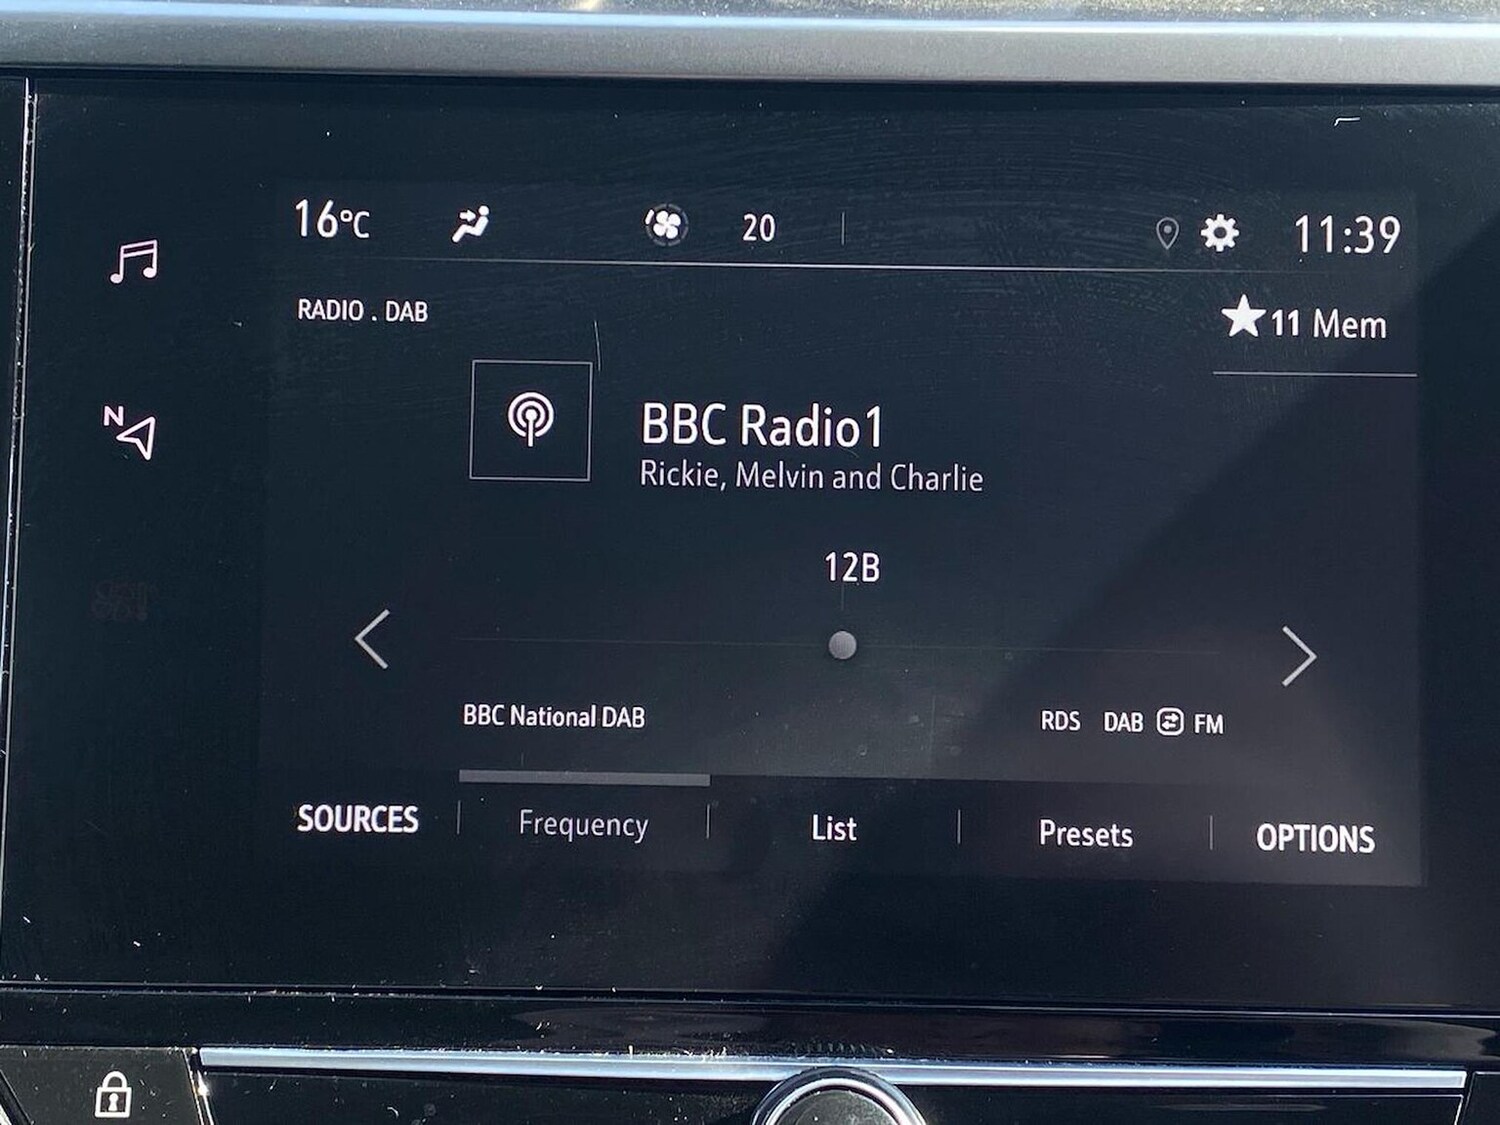 16°C 20 11:39
RADIO . DAB
★11 Mem
N
BBC Radio1
Rickie, Melvin and Charlie
12B
BBC National DAB
RDS DAB FM
SOURCES Frequency List Presets OPTIONS